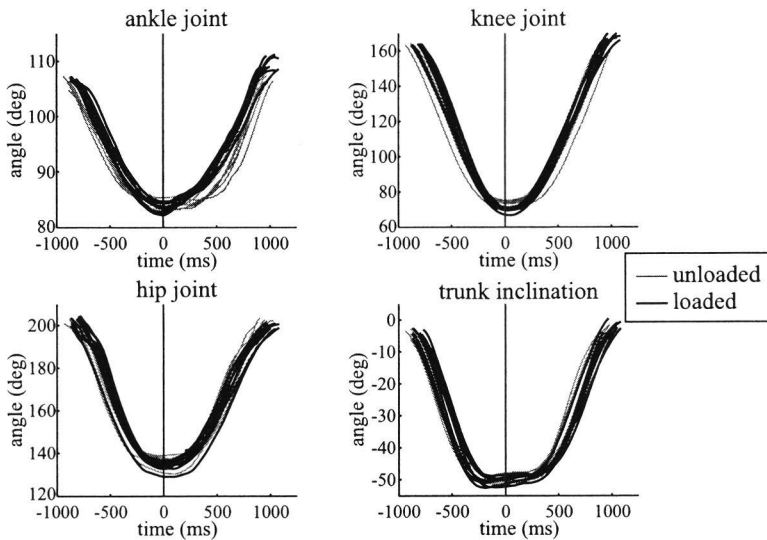 ankle joint
angle (deg)
110
100
90
80
-1000 -500 0 500 1000
time (ms)
knee joint
angle (deg)
160
140
120
100
80
60
-1000 -500 0 500 1000
time (ms)
unloaded
loaded
hip joint
angle (deg)
200
180
160
140
120
-1000 -500 0 500 1000
time (ms)
trunk inclination
angle (deg)
0
-10
-20
-30
-40
-50
-1000 -500 0 500 1000
time (ms)